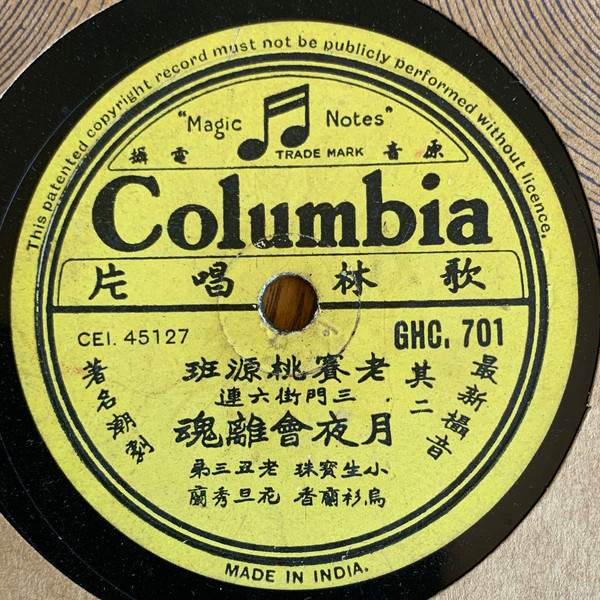 This patented copyright record must not be publicly performed without licence.
"Magic Notes"
TRADE MARK
原音電攝
Columbia
歌林唱片
CEI. 45127
GHC. 701
最新攝音
其二
老賽桃源班
三門街六連
月夜會離魂
小生寶珠 老丑三弟
烏衫蘭香 花旦秀蘭
著名潮劇
MADE IN INDIA.